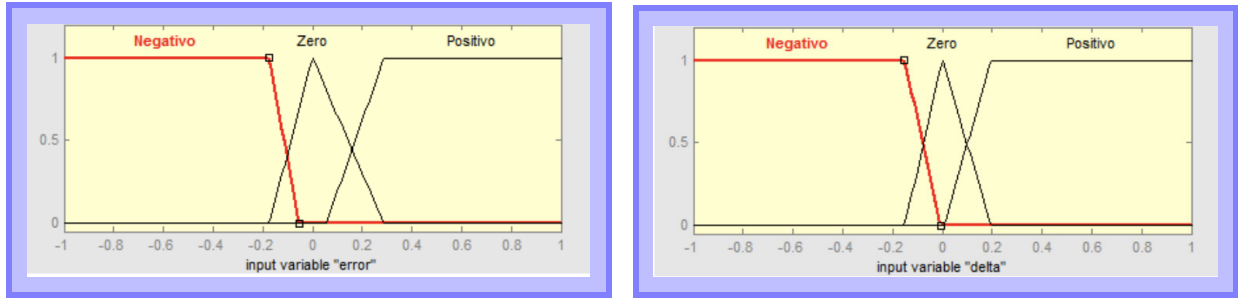 Negativo Zero Positivo
1
0.5
0
-1 -0.8 -0.6 -0.4 -0.2 0 0.2 0.4 0.6 0.8 1
input variable "error"
Negativo Zero Positivo
1
0.5
0
-1 -0.8 -0.6 -0.4 -0.2 0 0.2 0.4 0.6 0.8 1
input variable "delta"